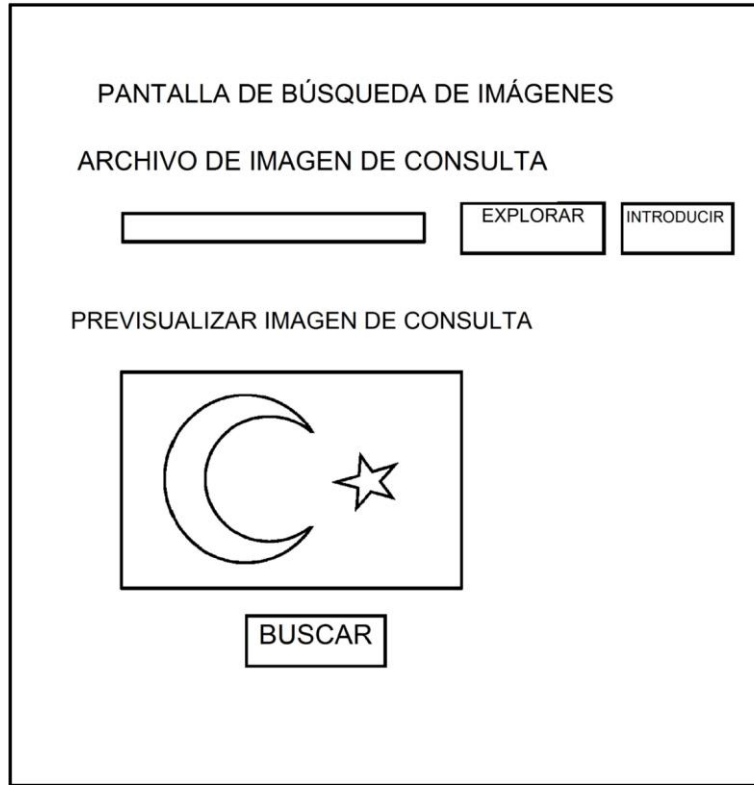 PANTALLA DE BÚSQUEDA DE IMÁGENES
ARCHIVO DE IMAGEN DE CONSULTA
EXPLORAR
INTRODUCIR
PREVISUALIZAR IMAGEN DE CONSULTA
BUSCAR